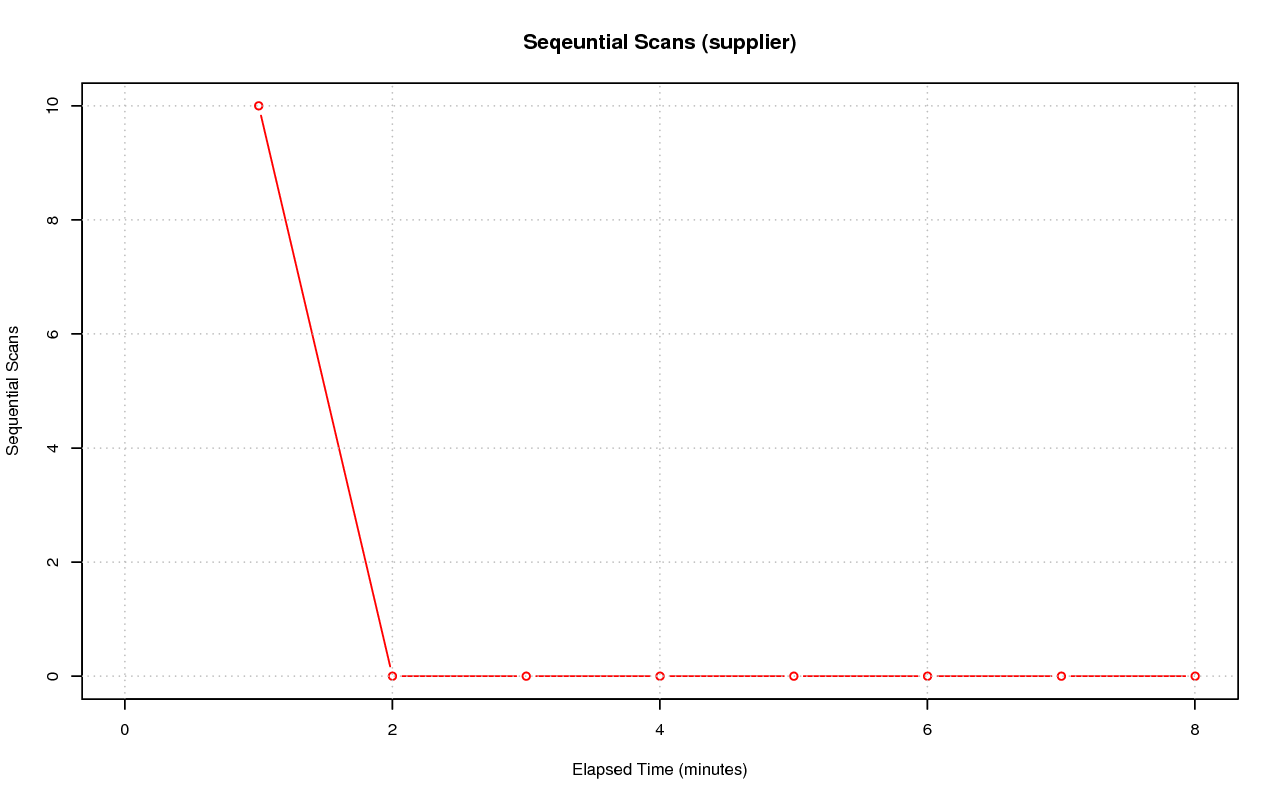 Seqeuntial Scans (supplier)
10
8
6
4
2
0
Sequential Scans
0 2 4 6 8
Elapsed Time (minutes)